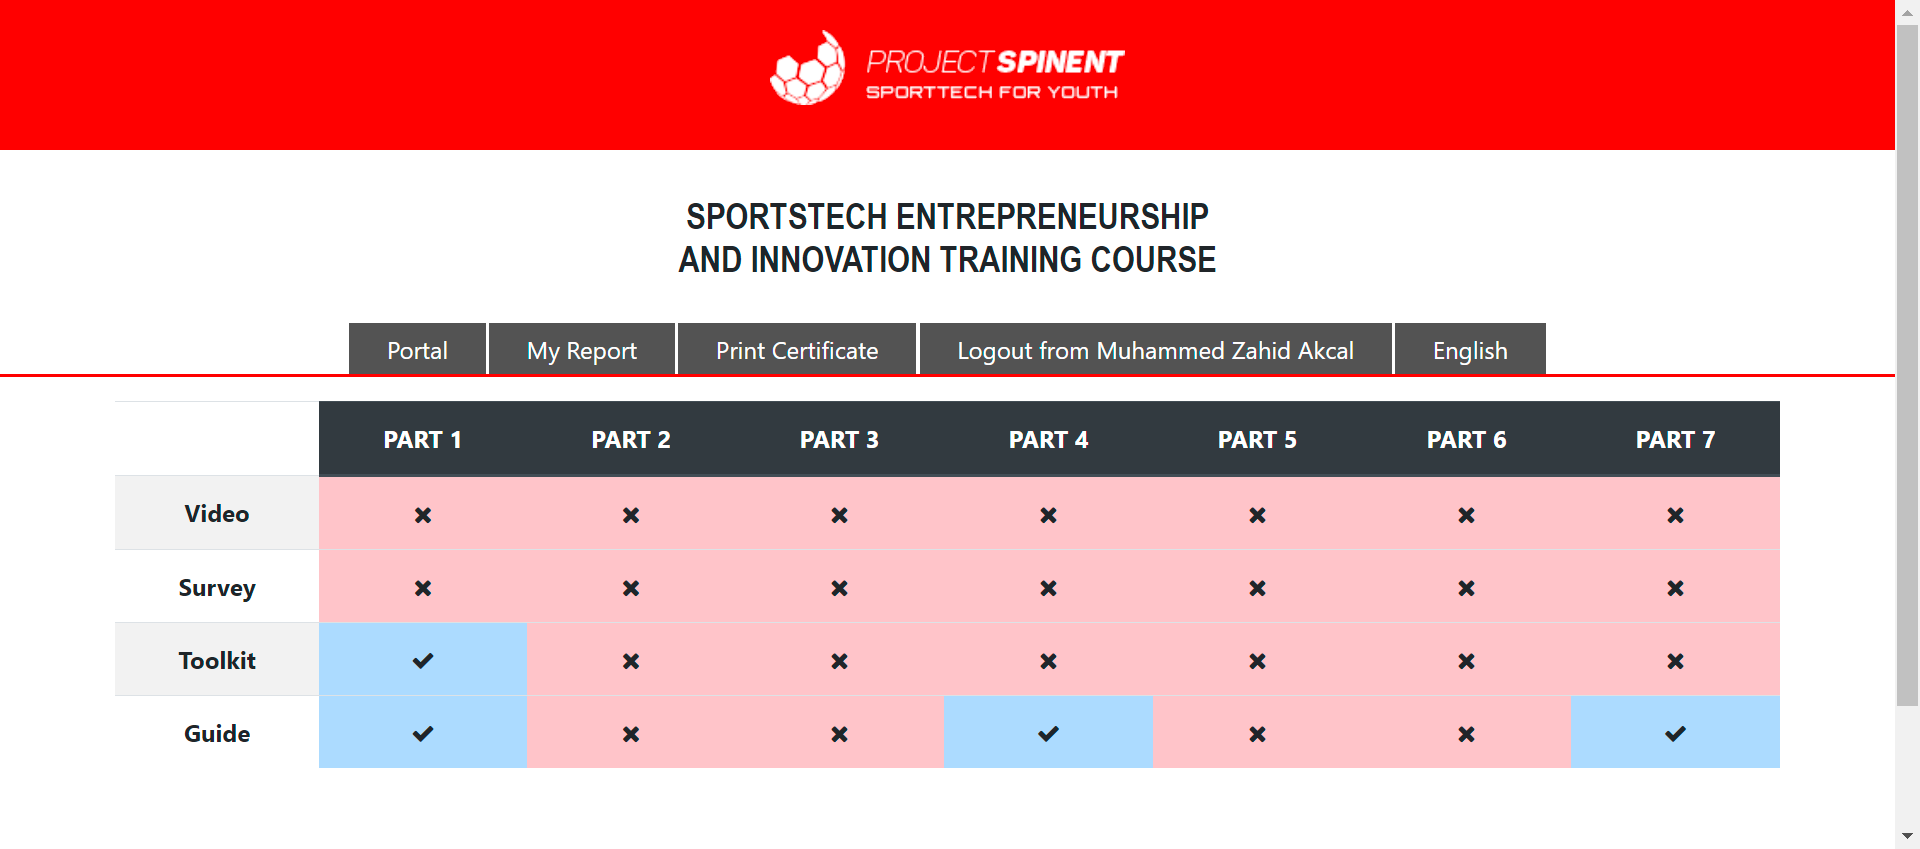 PROJECT SPINENT
SPORTTECH FOR YOUTH
SPORTSTECH ENTREPRENEURSHIP
AND INNOVATION TRAINING COURSE
Portal My Report Print Certificate Logout from Muhammed Zahid Akcal English
PART 1 PART 2 PART 3 PART 4 PART 5 PART 6 PART 7
Video ✖ ✖ ✖ ✖ ✖ ✖ ✖
Survey ✖ ✖ ✖ ✖ ✖ ✖ ✖
Toolkit ✔ ✖ ✖ ✖ ✖ ✖ ✖
Guide ✔ ✖ ✖ ✔ ✖ ✖ ✔